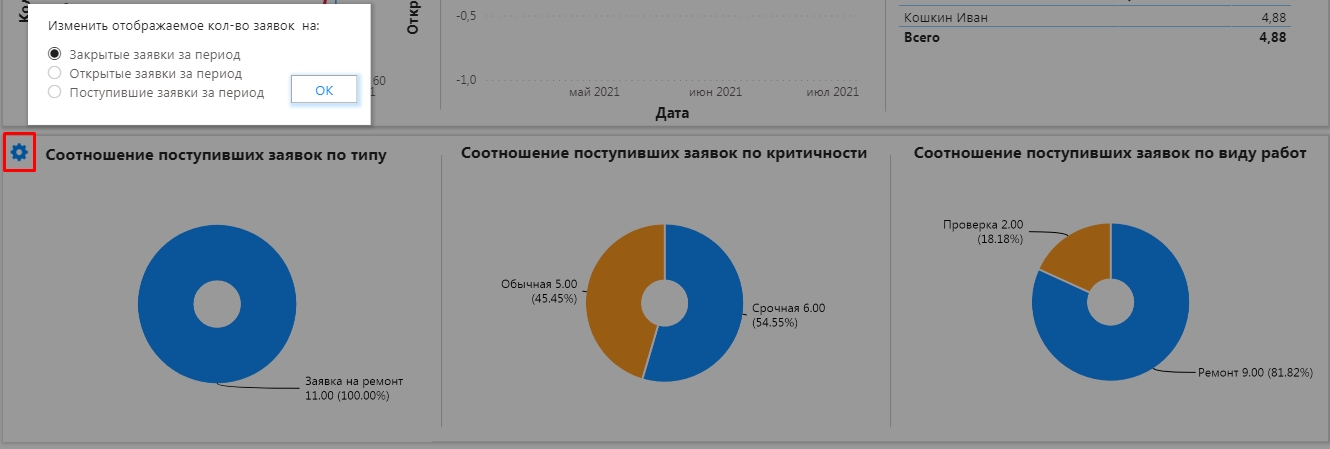 Изменить отображаемое кол-во заявок на:
Закрытые заявки за период
Открытые заявки за период
Поступившие заявки за период
OK
60
-0,5
-1,0
май 2021
июн 2021
июл 2021
Дата
Кошкин Иван 4,88
Всего 4,88
Соотношение поступивших заявок по типу
Заявка на ремонт
11.00 (100.00%)
Соотношение поступивших заявок по критичности
Обычная 5.00
(45.45%)
Срочная 6.00
(54.55%)
Соотношение поступивших заявок по виду работ
Проверка 2.00
(18.18%)
Ремонт 9.00 (81.82%)